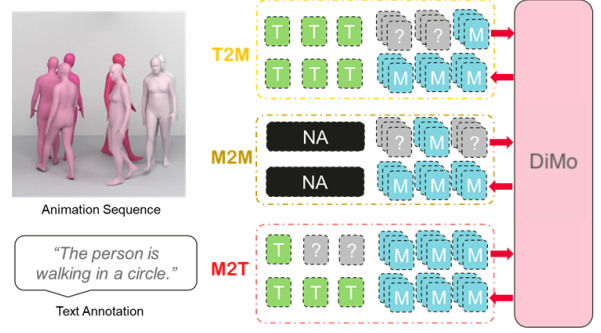 T2M
T T T ? ? M
T T T M M M
M2M
NA ? M ?
NA M M M
DiMo
M2T
T ? ? M M M
T T T M M M
Animation Sequence
“The person is
walking in a circle.”
Text Annotation